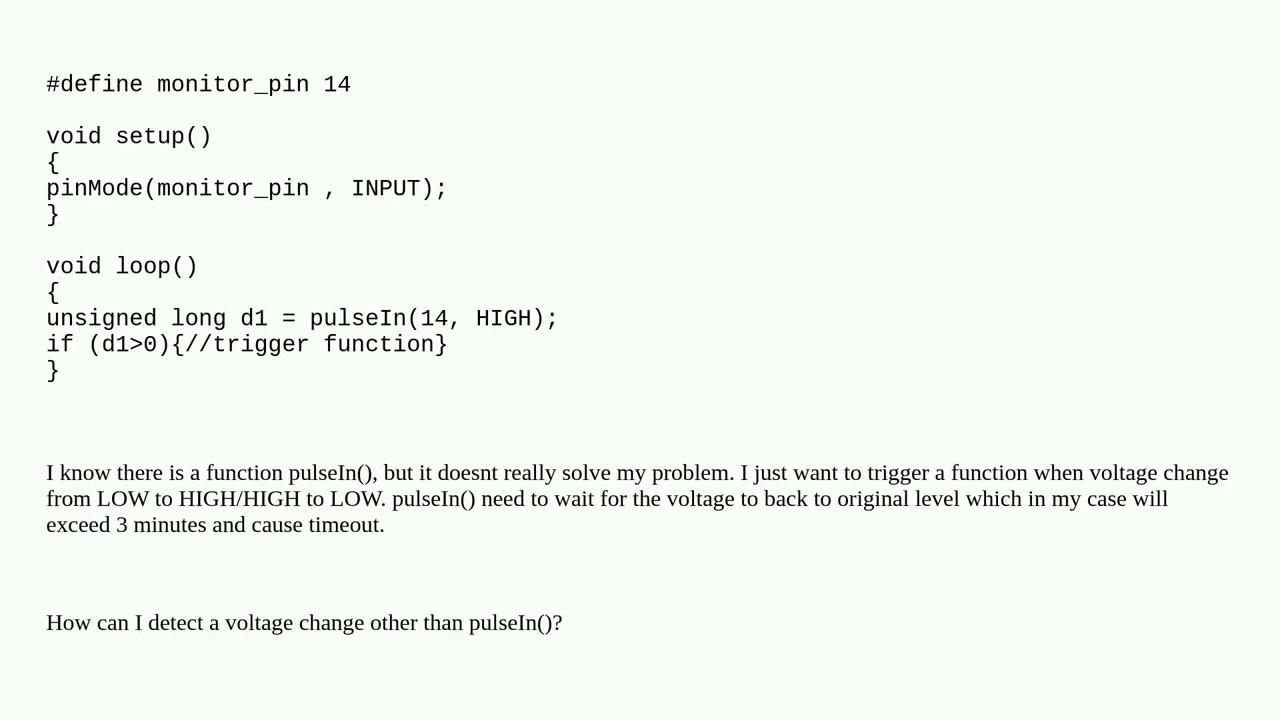 #define monitor_pin 14
void setup()
{
pinMode(monitor_pin , INPUT);
}
void loop()
{
unsigned long d1 = pulseIn(14, HIGH);
if (d1>0){//trigger function}
}
I know there is a function pulseIn(), but it doesnt really solve my problem. I just want to trigger a function when voltage change
from LOW to HIGH/HIGH to LOW. pulseIn() need to wait for the voltage to back to original level which in my case will
exceed 3 minutes and cause timeout.
How can I detect a voltage change other than pulseIn()?